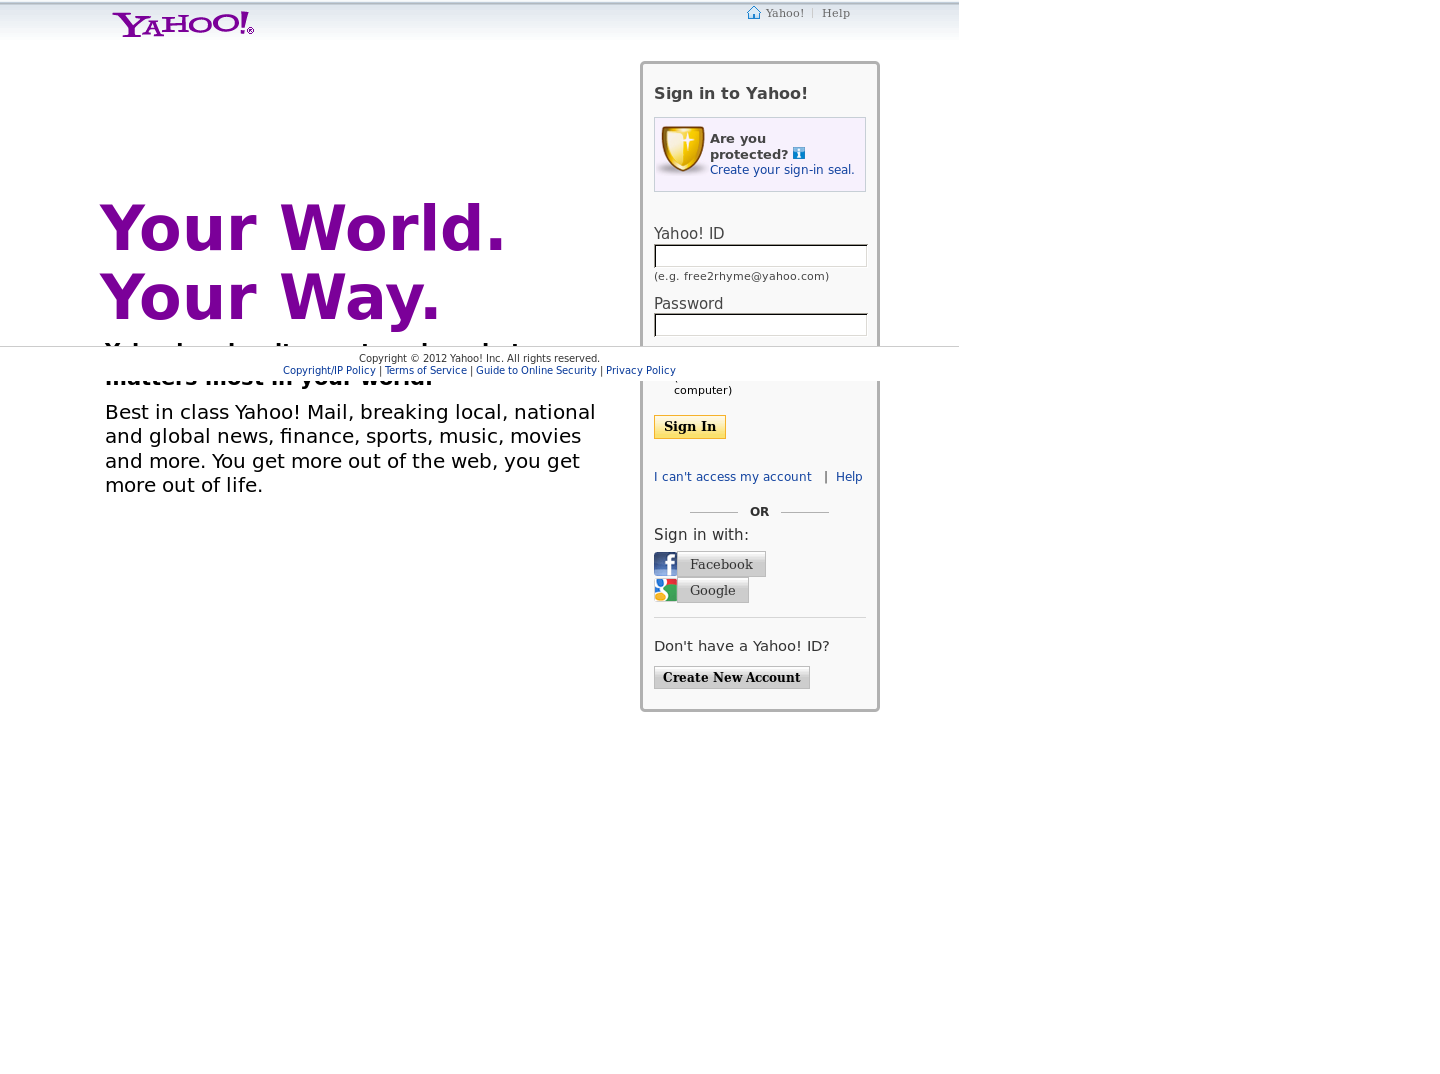 YAHOO!®
Yahoo!
Help
Your World.
Your Way.
matters most in your world.
Best in class Yahoo! Mail, breaking local, national
and global news, finance, sports, music, movies
and more. You get more out of the web, you get
more out of life.
Sign in to Yahoo!
Are you
protected?
Create your sign-in seal.
Yahoo! ID
(e.g. free2rhyme@yahoo.com)
Password
computer)
Sign In
I can't access my account | Help
OR
Sign in with:
Facebook
Google
Don't have a Yahoo! ID?
Create New Account
Copyright © 2012 Yahoo! Inc. All rights reserved.
Copyright/IP Policy | Terms of Service | Guide to Online Security | Privacy Policy